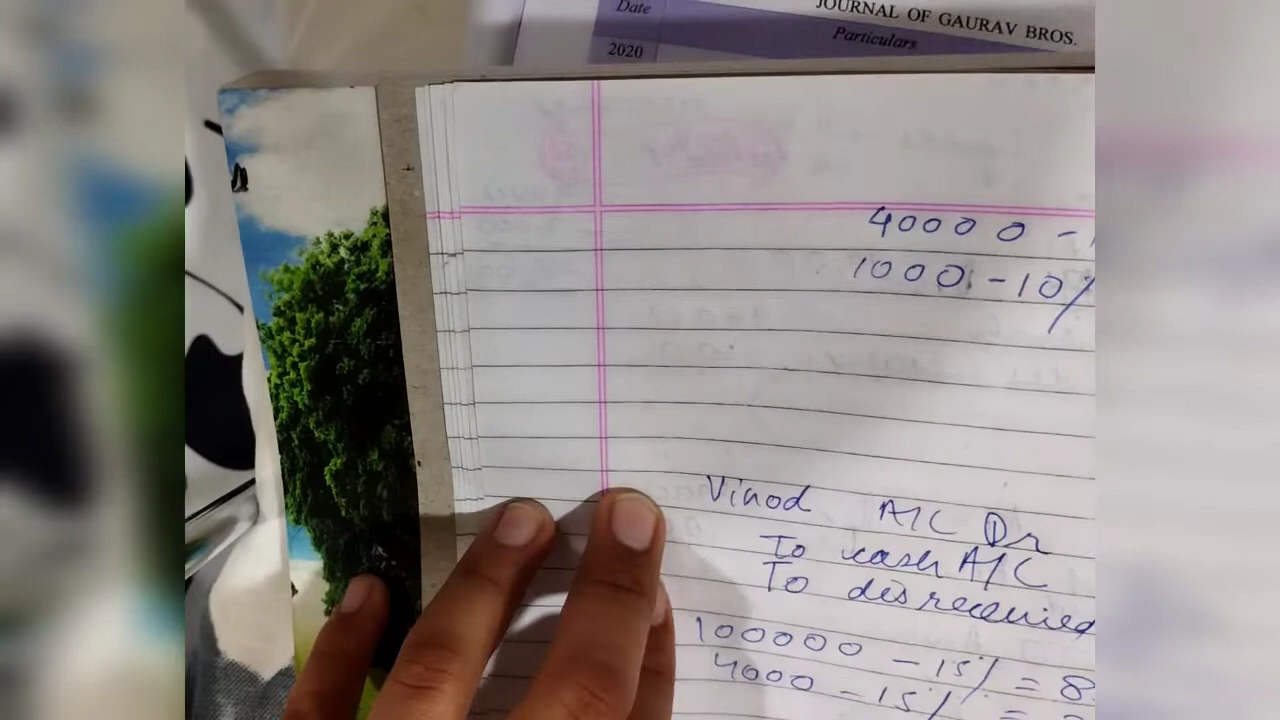 JOURNAL OF GAURAV BROS.
Date Particulars
2020
40000 -
1000 - 10%
Vinod A/C Dr
To cash A/C
To dis received
100000 - 15% = 8
4000 - 15% =